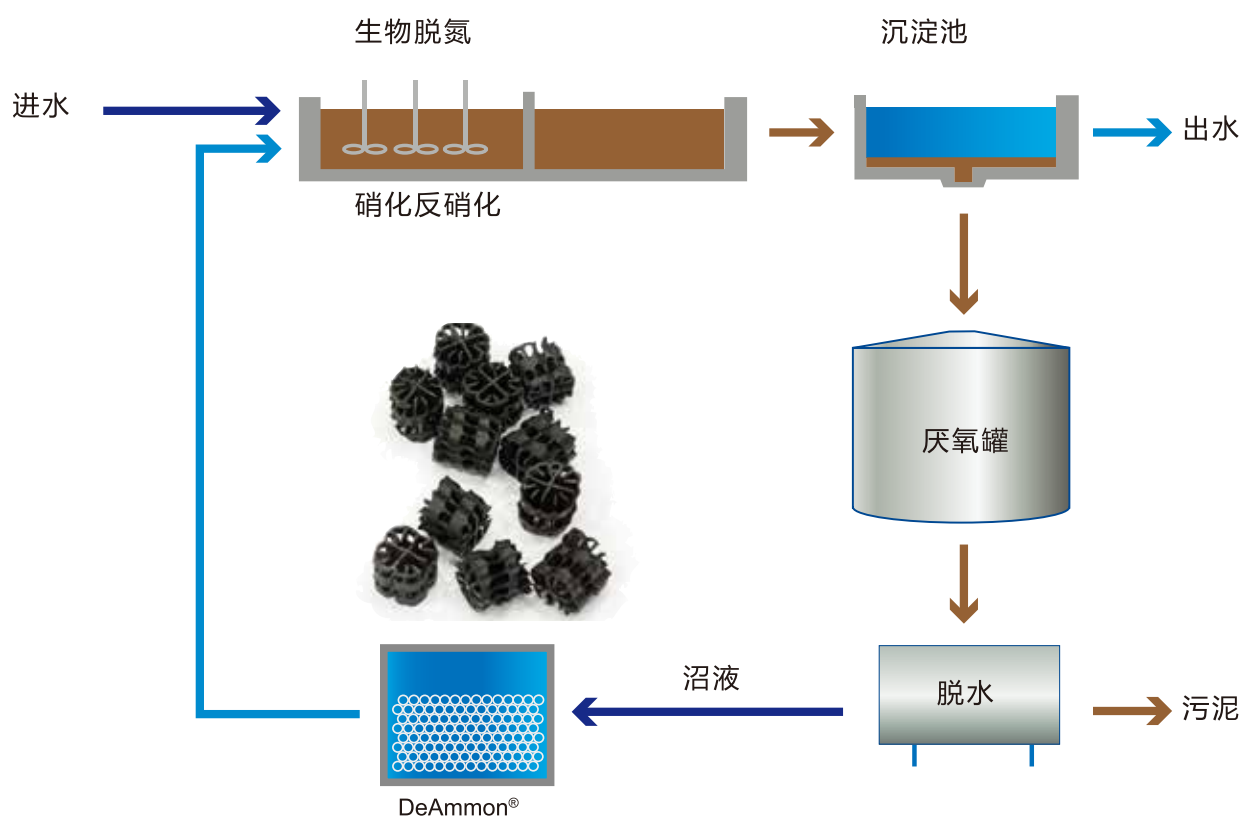 生物脱氮
沉淀池
进水
出水
硝化反硝化
厌氧罐
沼液
脱水
污泥
DeAmmon®